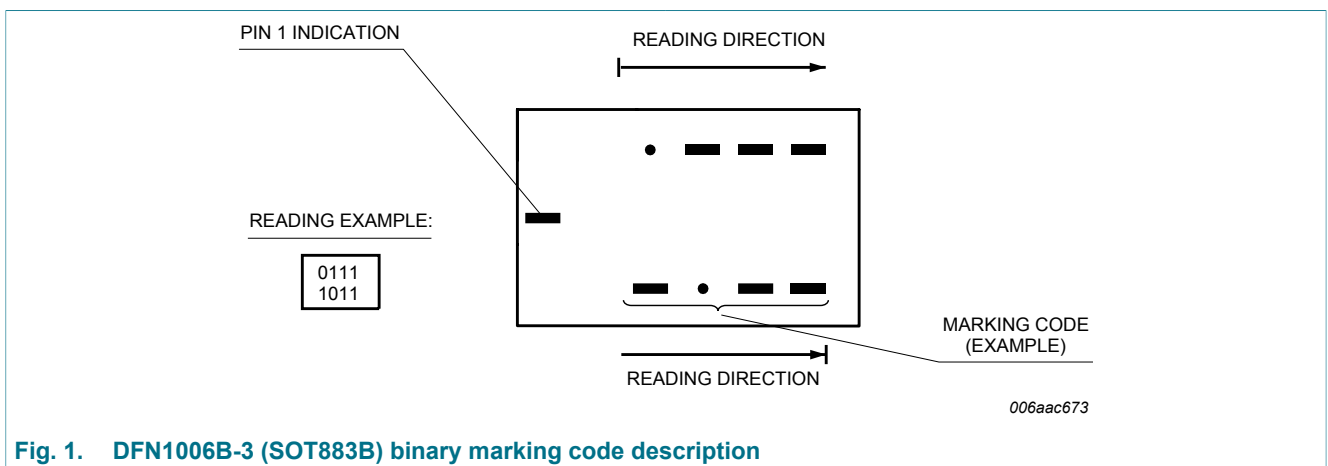 PIN 1 INDICATION
READING DIRECTION
READING EXAMPLE:
0111
1011
MARKING CODE
(EXAMPLE)
READING DIRECTION
006aac673
Fig. 1. DFN1006B-3 (SOT883B) binary marking code description